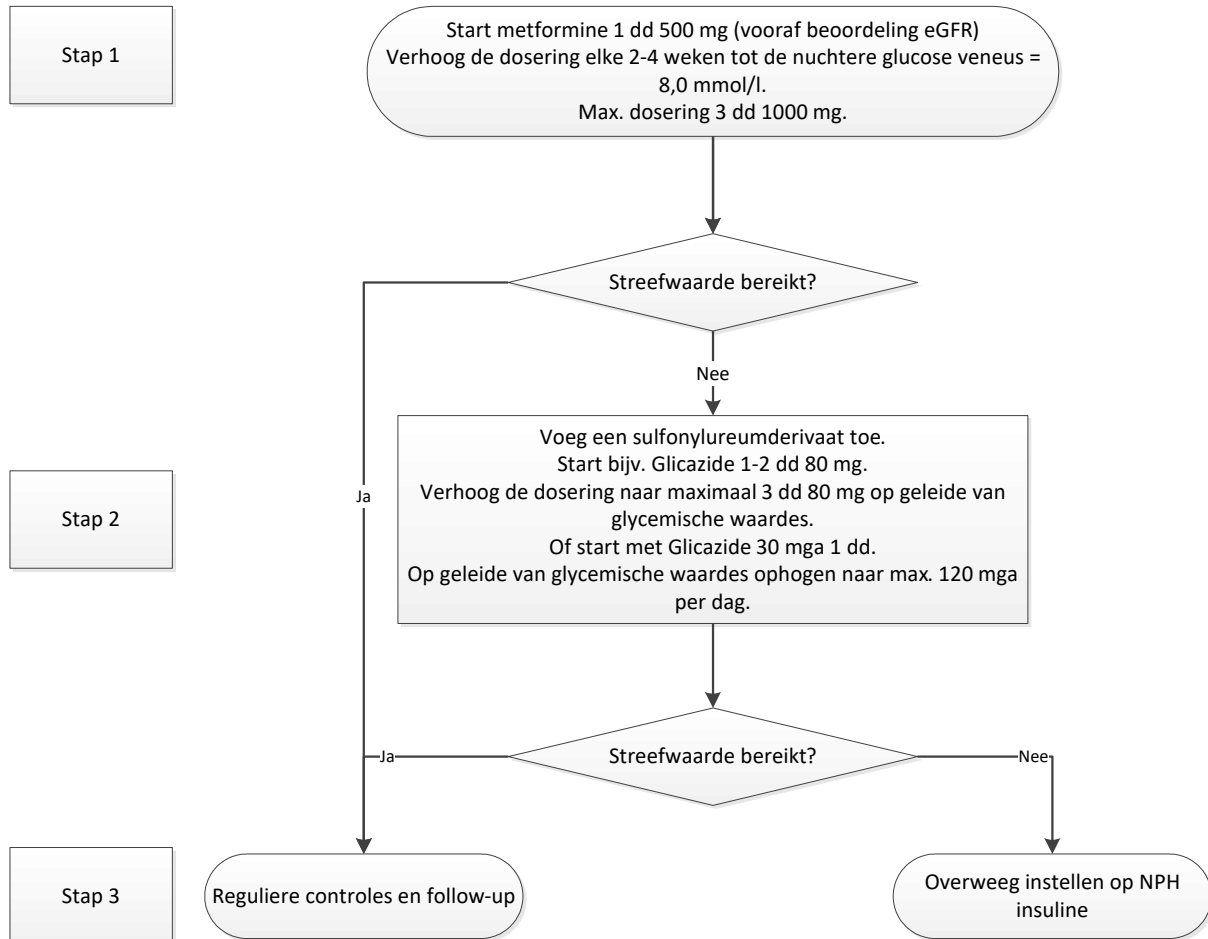 Stap 1
Start metformine 1 dd 500 mg (vooraf beoordeling eGFR)
Verhoog de dosering elke 2-4 weken tot de nuchtere glucose veneus =
8,0 mmol/l.
Max. dosering 3 dd 1000 mg.
Streefwaarde bereikt?
Nee
Ja
Stap 2
Voeg een sulfonylureumderivaat toe.
Start bijv. Glicazide 1-2 dd 80 mg.
Verhoog de dosering naar maximaal 3 dd 80 mg op geleide van
glycemische waardes.
Of start met Glicazide 30 mga 1 dd.
Op geleide van glycemische waardes ophogen naar max. 120 mga
per dag.
Ja
Streefwaarde bereikt?
Nee
Stap 3
Reguliere controles en follow-up
Overweeg instellen op NPH
insuline